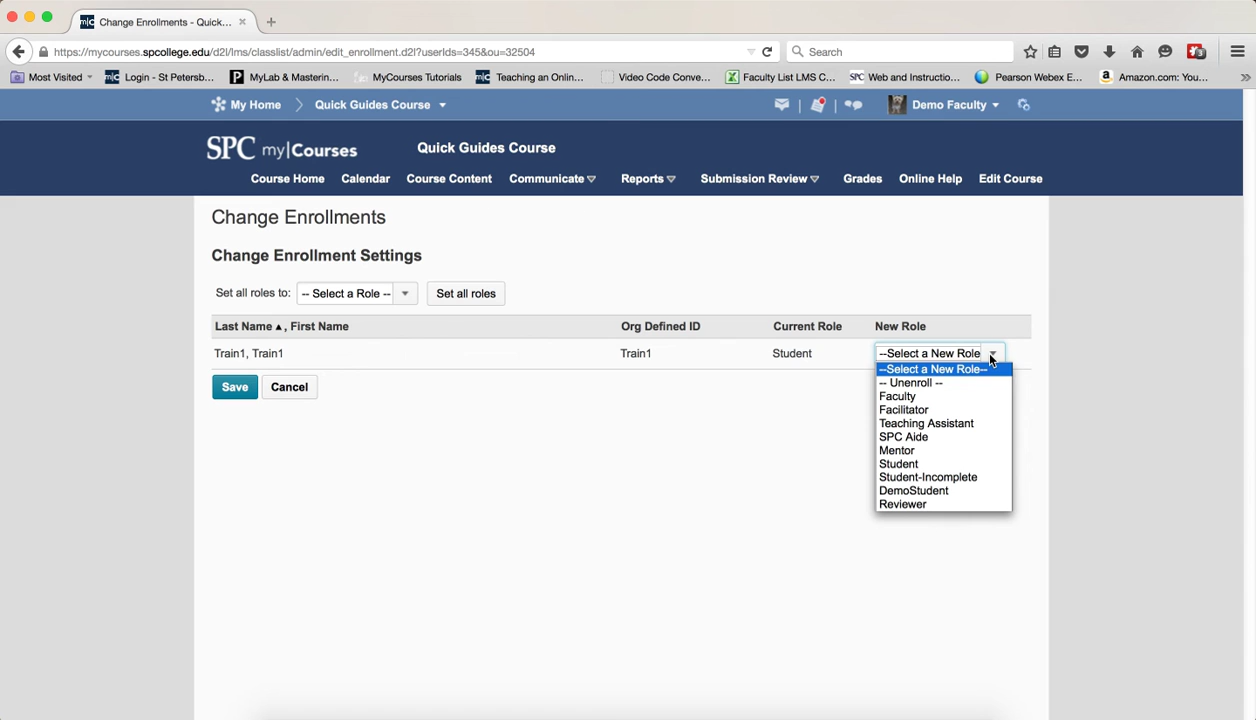 Change Enrollments - Quick...
https://mycourses.spcollege.edu/d2l/lms/classlist/admin/edit_enrollment.d2l?userIds=345&ou=32504
Search
3
Most Visited
m|C Login - St Petersb...
P MyLab & Masterin...
MyCourses Tutorials
m|C Teaching an Onlin...
Video Code Conve...
Faculty List LMS C...
SPC Web and Instructio...
Pearson Webex E...
a Amazon.com: You...
My Home
Quick Guides Course
Demo Faculty
SPC my|Courses
Quick Guides Course
Course Home
Calendar
Course Content
Communicate
Reports
Submission Review
Grades
Online Help
Edit Course
Change Enrollments
Change Enrollment Settings
Set all roles to: -- Select a Role -- Set all roles
Last Name ▲, First Name Org Defined ID Current Role New Role
Train1, Train1 Train1 Student --Select a New Role
--Select a New Role--
-- Unenroll --
Faculty
Facilitator
Teaching Assistant
SPC Aide
Mentor
Student
Student-Incomplete
DemoStudent
Reviewer
Save Cancel